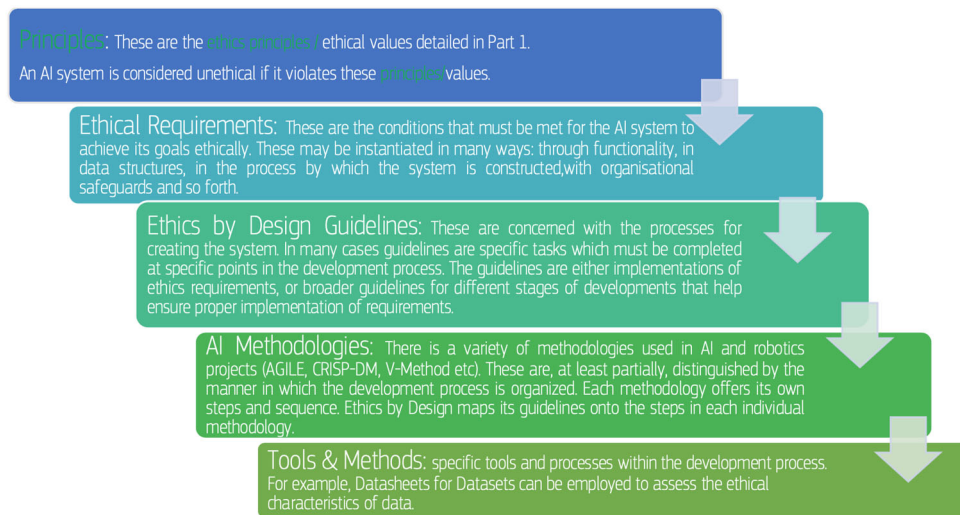 Principles: These are the ethics principles / ethical values detailed in Part 1.
An AI system is considered unethical if it violates these principles/values.
Ethical Requirements: These are the conditions that must be met for the AI system to
achieve its goals ethically. These may be instantiated in many ways: through functionality, in
data structures, in the process by which the system is constructed,with organisational
safeguards and so forth.
Ethics by Design Guidelines: These are concerned with the processes for
creating the system. In many cases guidelines are specific tasks which must be completed
at specific points in the development process. The guidelines are either implementations of
ethics requirements, or broader guidelines for different stages of developments that help
ensure proper implementation of requirements.
AI Methodologies: There is a variety of methodologies used in AI and robotics
projects (AGILE, CRISP-DM, V-Method etc). These are, at least partially, distinguished by the
manner in which the development process is organized. Each methodology offers its own
steps and sequence. Ethics by Design maps its guidelines onto the steps in each individual
methodology.
Tools & Methods: specific tools and processes within the development process.
For example, Datasheets for Datasets can be employed to assess the ethical
characteristics of data.